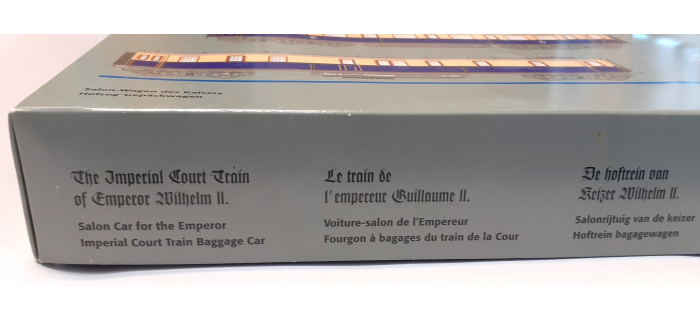 Salon-Wagen des Kaisers
Hofzug-Gepäckwagen
The Imperial Court Train
of Emperor Wilhelm II.
Salon Car for the Emperor
Imperial Court Train Baggage Car
Le train de
l'empereur Guillaume II.
Voiture-salon de l'Empereur
Fourgon à bagages du train de la Cour
De hoftrein van
Keizer Wilhelm II.
Salonrijtuig van de keizer
Hoftrein bagagewagen